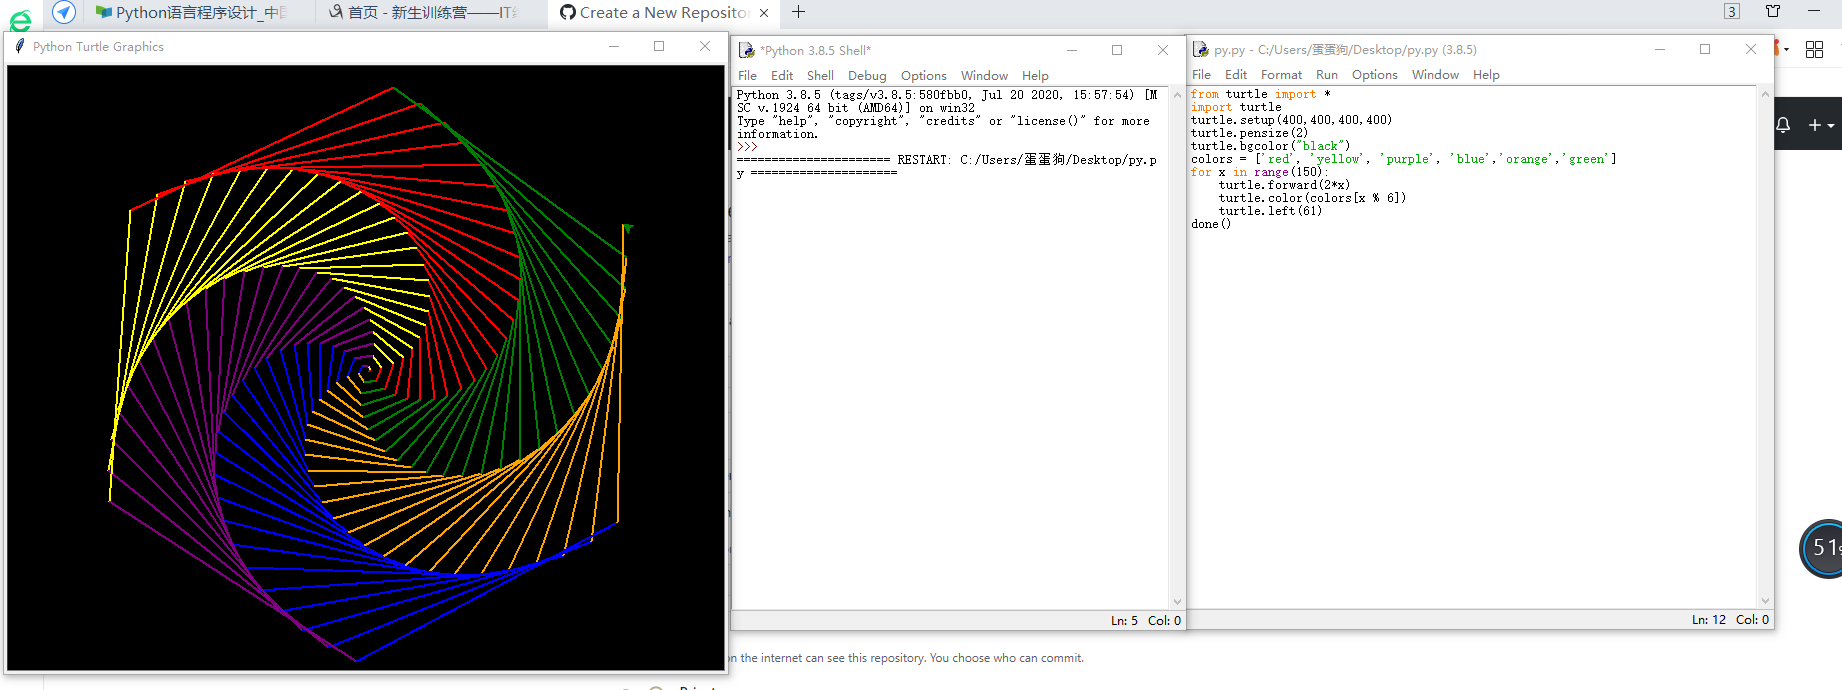 Python语言程序设计_中国
首页 - 新生训练营——IT
Create a New Reposito
3
Python Turtle Graphics
*Python 3.8.5 Shell*
File Edit Shell Debug Options Window Help
Python 3.8.5 (tags/v3.8.5:580fbb0, Jul 20 2020, 15:57:54) [M
SC v.1924 64 bit (AMD64)] on win32
Type "help", "copyright", "credits" or "license()" for more
information.
>>>
====================== RESTART: C:/Users/蛋蛋狗/Desktop/py.p
y =====================
Ln: 5 Col: 0
py.py - C:/Users/蛋蛋狗/Desktop/py.py (3.8.5)
File Edit Format Run Options Window Help
from turtle import *
import turtle
turtle.setup(400,400,400,400)
turtle.pensize(2)
turtle.bgcolor("black")
colors = ['red', 'yellow', 'purple', 'blue','orange','green']
for x in range(150):
    turtle.forward(2*x)
    turtle.color(colors[x % 6])
    turtle.left(61)
done()
Ln: 12 Col: 0
51
on the internet can see this repository. You choose who can commit.